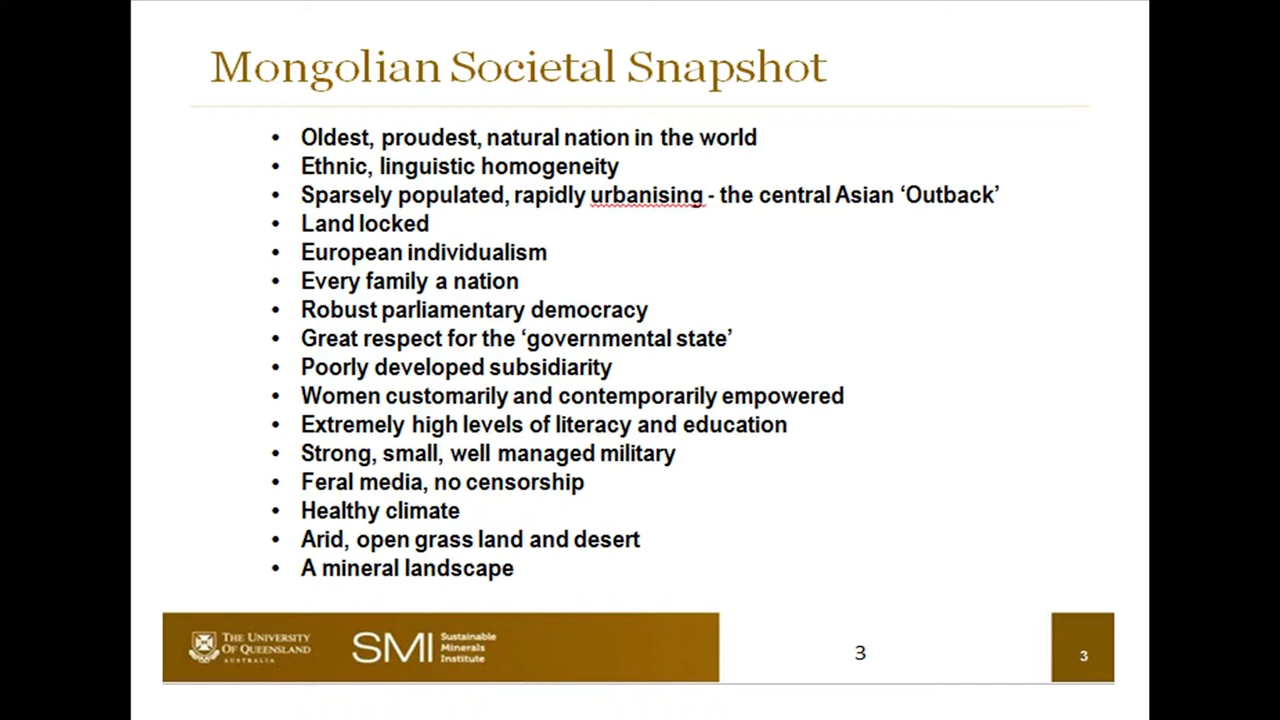 Mongolian Societal Snapshot
• Oldest, proudest, natural nation in the world
• Ethnic, linguistic homogeneity
• Sparsely populated, rapidly urbanising - the central Asian ‘Outback’
• Land locked
• European individualism
• Every family a nation
• Robust parliamentary democracy
• Great respect for the ‘governmental state’
• Poorly developed subsidiarity
• Women customarily and contemporarily empowered
• Extremely high levels of literacy and education
• Strong, small, well managed military
• Feral media, no censorship
• Healthy climate
• Arid, open grass land and desert
• A mineral landscape
THE UNIVERSITY
OF QUEENSLAND
AUSTRALIA
SMI
Sustainable
Minerals
Institute
3
3